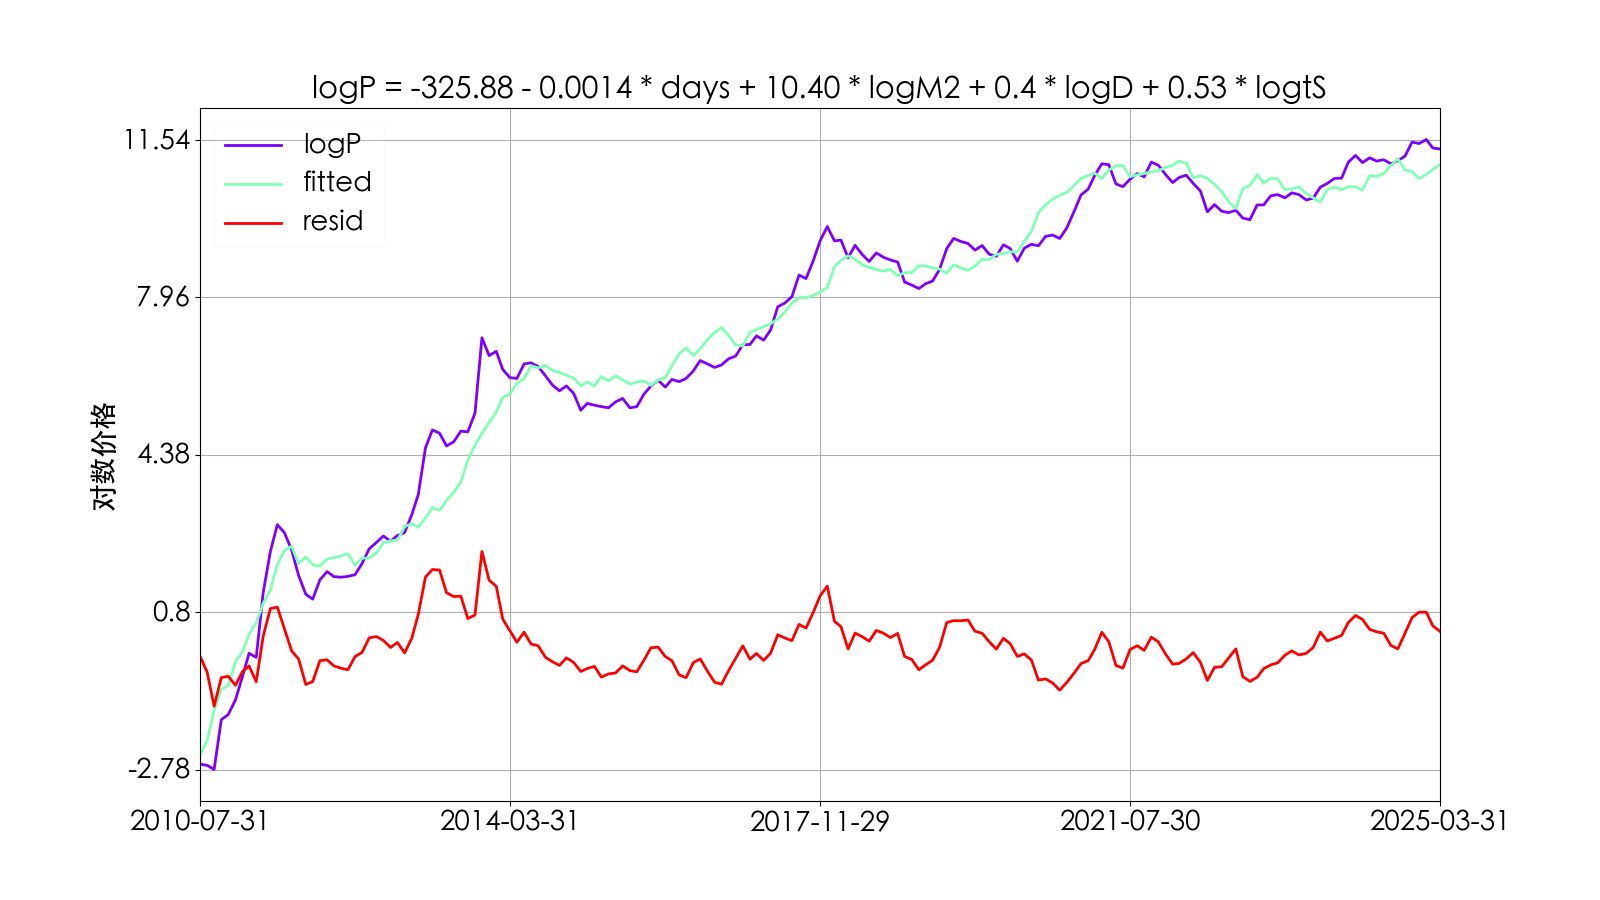 logP = -325.88 - 0.0014 * days + 10.40 * logM2 + 0.4 * logD + 0.53 * logtS
logP
fitted
resid
11.54
7.96
4.38
0.8
-2.78
对数价格
2010-07-31
2014-03-31
2017-11-29
2021-07-30
2025-03-31